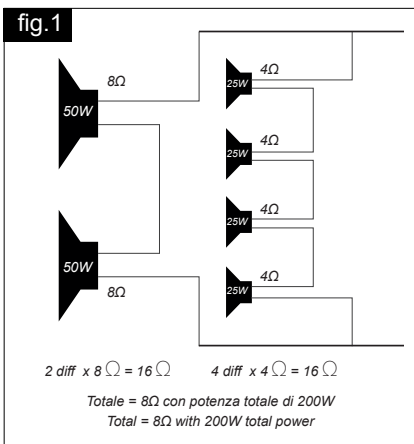 fig.1
8Ω
50W
50W
8Ω
4Ω
25W
4Ω
25W
4Ω
25W
4Ω
25W
2 diff x 8 Ω = 16 Ω
4 diff x 4 Ω = 16 Ω
Totale = 8Ω con potenza totale di 200W
Total = 8Ω with 200W total power